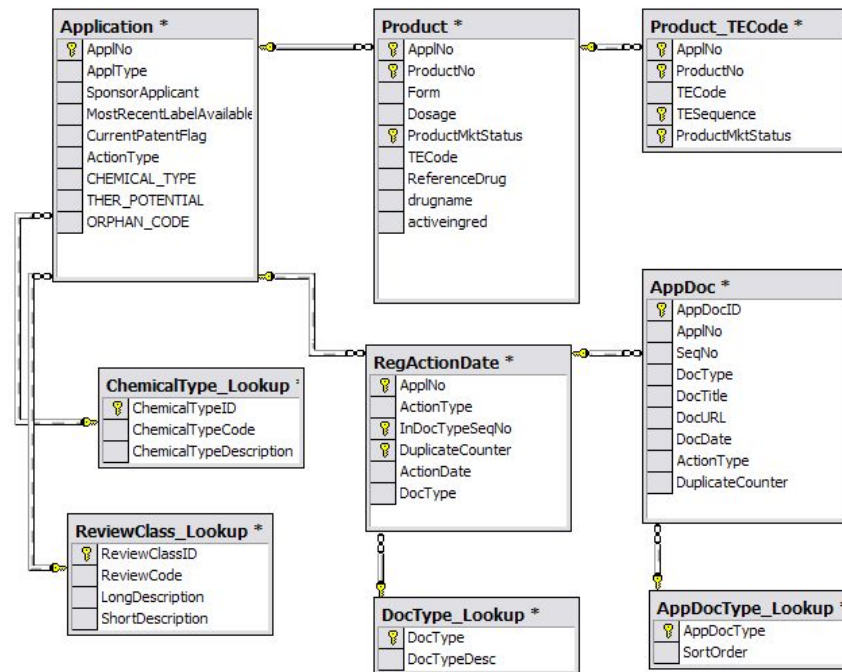 Application *
ApplNo
ApplType
SponsorApplicant
MostRecentLabelAvailable
CurrentPatentFlag
ActionType
CHEMICAL_TYPE
THER_POTENTIAL
ORPHAN_CODE
Product *
ApplNo
ProductNo
Form
Dosage
ProductMktStatus
TECode
ReferenceDrug
drugname
activeingred
Product_TECode *
ApplNo
ProductNo
TECode
TESequence
ProductMktStatus
ChemicalType_Lookup *
ChemicalTypeID
ChemicalTypeCode
ChemicalTypeDescription
RegActionDate *
ApplNo
ActionType
InDocTypeSeqNo
DuplicateCounter
ActionDate
DocType
AppDoc *
AppDocID
ApplNo
SeqNo
DocType
DocTitle
DocURL
DocDate
ActionType
DuplicateCounter
ReviewClass_Lookup *
ReviewClassID
ReviewCode
LongDescription
ShortDescription
DocType_Lookup *
DocType
DocTypeDesc
AppDocType_Lookup *
AppDocType
SortOrder